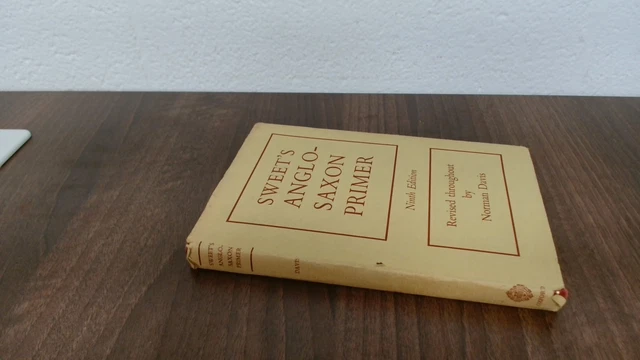 SWEET'S
ANGLO-
SAXON
PRIMER
Ninth Edition
Revised throughout
by
Norman Davis
SWEET'S
ANGLO-
SAXON
PRIMER
DAVIS